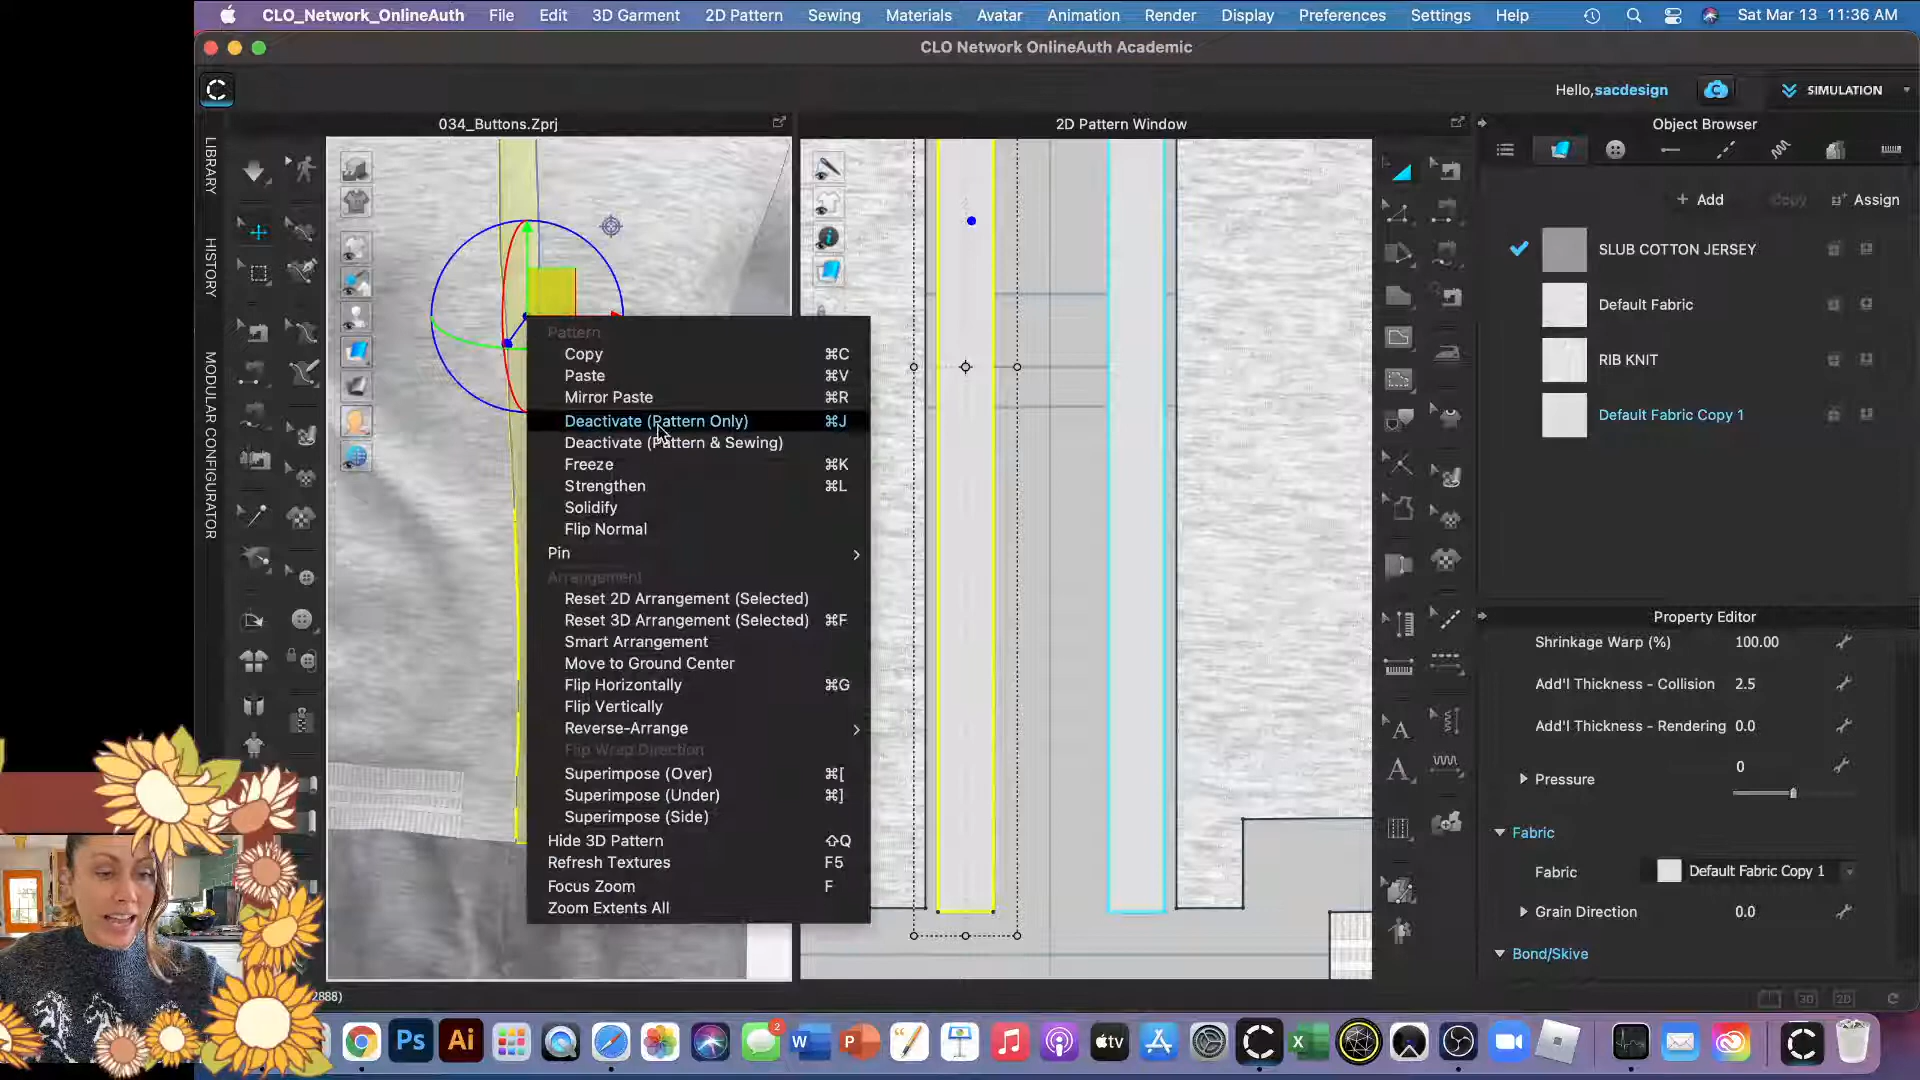 CLO_Network_OnlineAuth File Edit 3D Garment 2D Pattern Sewing Materials Avatar Animation Render Display Preferences Settings Help Sat Mar 13 11:36 AM
CLO Network OnlineAuth Academic
Hello,sacdesign
SIMULATION
034_Buttons.Zprj
2D Pattern Window
Object Browser
LIBRARY
HISTORY
MODULAR CONFIGURATOR
+ Add
Copy
Assign
SLUB COTTON JERSEY
Default Fabric
RIB KNIT
Default Fabric Copy 1
Pattern
Copy ⌘C
Paste ⌘V
Mirror Paste ⌘R
Deactivate (Pattern Only) ⌘J
Deactivate (Pattern & Sewing)
Freeze ⌘K
Strengthen ⌘L
Solidify
Flip Normal
Pin
Arrangement
Reset 2D Arrangement (Selected)
Reset 3D Arrangement (Selected) ⌘F
Smart Arrangement
Move to Ground Center
Flip Horizontally ⌘G
Flip Vertically
Reverse-Arrange
Flip Wrap Direction
Superimpose (Over) ⌘[
Superimpose (Under) ⌘]
Superimpose (Side)
Hide 3D Pattern ⇧Q
Refresh Textures F5
Focus Zoom F
Zoom Extents All
Property Editor
Shrinkage Warp (%) 100.00
Add'l Thickness - Collision 2.5
Add'l Thickness - Rendering 0.0
Pressure 0
Fabric
Fabric Default Fabric Copy 1
Grain Direction 0.0
Bond/Skive
2888)
3D
2D
Ps
Ai
2
W
P
tv
X